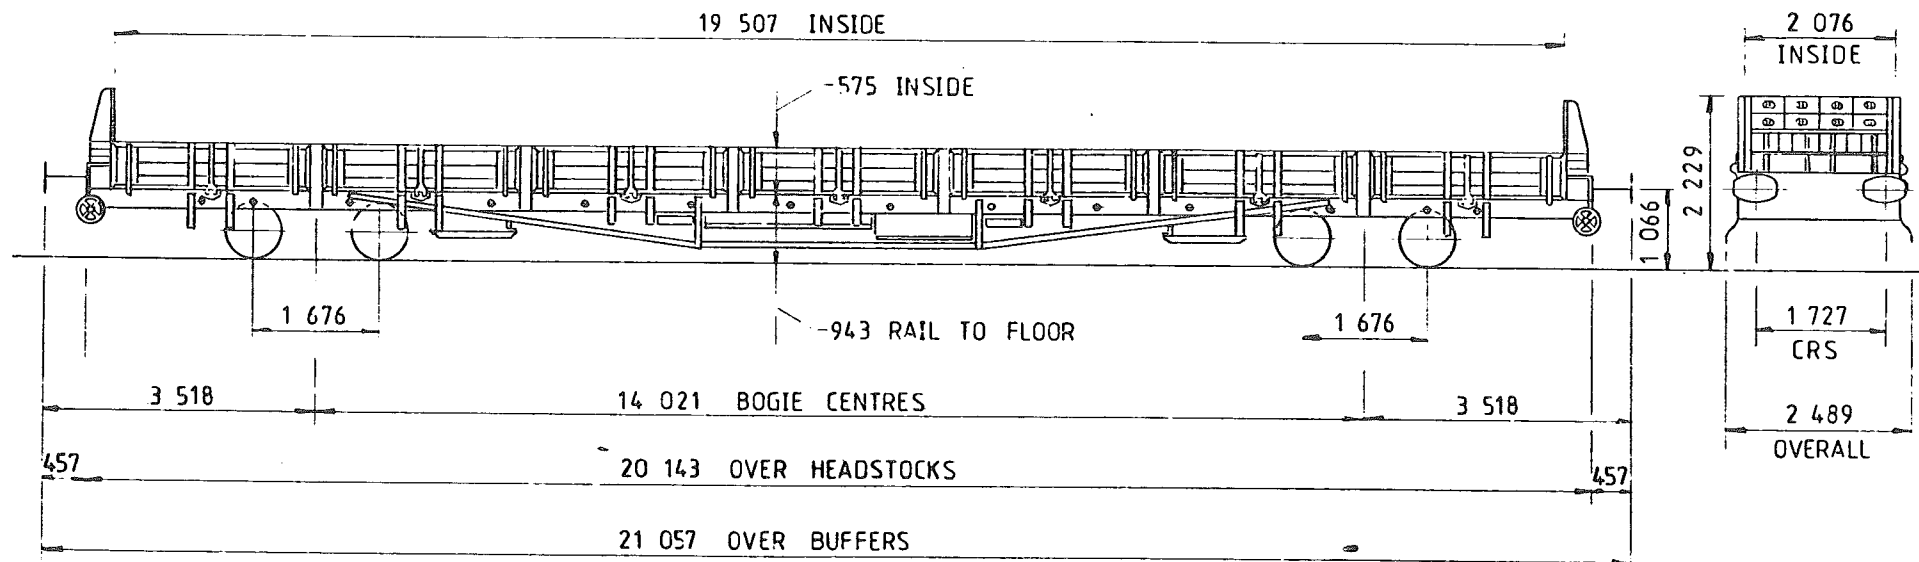 19 507 INSIDE
2 076
INSIDE
-575 INSIDE
2 229
1 066
1 676
-943 RAIL TO FLOOR
1 676
1 727
CRS
3 518
14 021 BOGIE CENTRES
3 518
2 489
OVERALL
457
20 143 OVER HEADSTOCKS
457
21 057 OVER BUFFERS